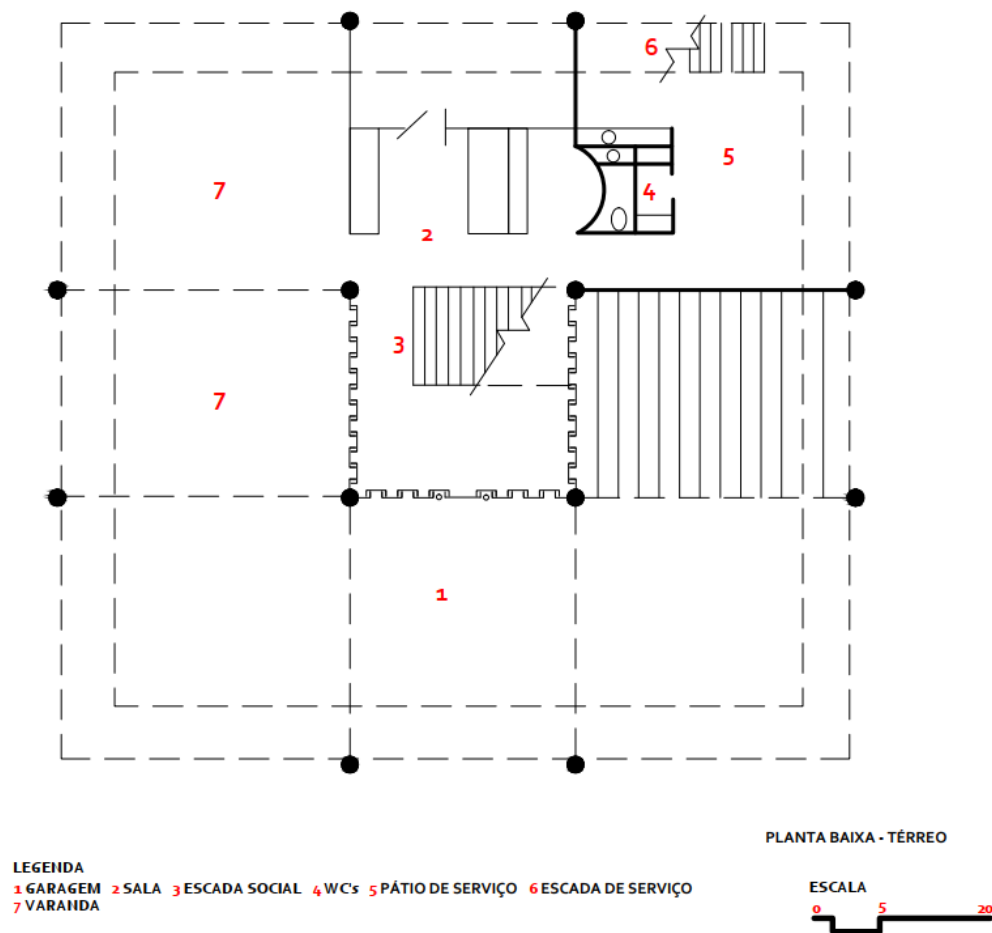 6
7
5
4
2
3
7
1
PLANTA BAIXA - TÉRREO
LEGENDA
1 GARAGEM 2 SALA 3 ESCADA SOCIAL 4 WC's 5 PÁTIO DE SERVIÇO 6 ESCADA DE SERVIÇO
7 VARANDA
ESCALA
0 5 20